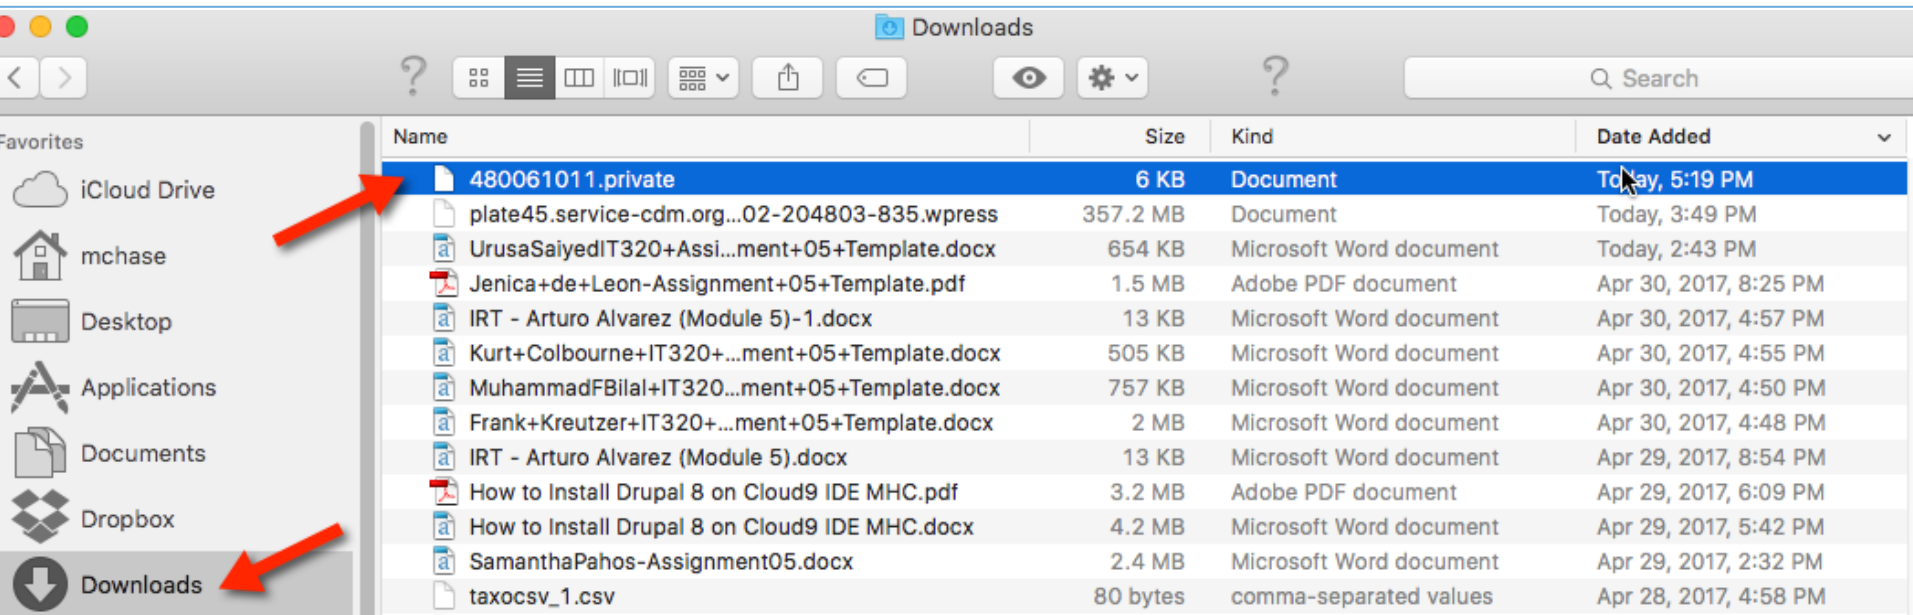 Downloads
Search
Favorites
iCloud Drive
mchase
Desktop
Applications
Documents
Dropbox
Downloads
Name Size Kind Date Added
480061011.private 6 KB Document Today, 5:19 PM
plate45.service-cdm.org...02-204803-835.wpress 357.2 MB Document Today, 3:49 PM
UrusaSaiyedIT320+Assi...ment+05+Template.docx 654 KB Microsoft Word document Today, 2:43 PM
Jenica+de+Leon-Assignment+05+Template.pdf 1.5 MB Adobe PDF document Apr 30, 2017, 8:25 PM
IRT - Arturo Alvarez (Module 5)-1.docx 13 KB Microsoft Word document Apr 30, 2017, 4:57 PM
Kurt+Colbourne+IT320+...ment+05+Template.docx 505 KB Microsoft Word document Apr 30, 2017, 4:55 PM
MuhammadFBilal+IT320...ment+05+Template.docx 757 KB Microsoft Word document Apr 30, 2017, 4:50 PM
Frank+Kreutzer+IT320+...ment+05+Template.docx 2 MB Microsoft Word document Apr 30, 2017, 4:48 PM
IRT - Arturo Alvarez (Module 5).docx 13 KB Microsoft Word document Apr 29, 2017, 8:54 PM
How to Install Drupal 8 on Cloud9 IDE MHC.pdf 3.2 MB Adobe PDF document Apr 29, 2017, 6:09 PM
How to Install Drupal 8 on Cloud9 IDE MHC.docx 4.2 MB Microsoft Word document Apr 29, 2017, 5:42 PM
SamanthaPahos-Assignment05.docx 2.4 MB Microsoft Word document Apr 29, 2017, 2:32 PM
taxocsv_1.csv 80 bytes comma-separated values Apr 28, 2017, 4:58 PM